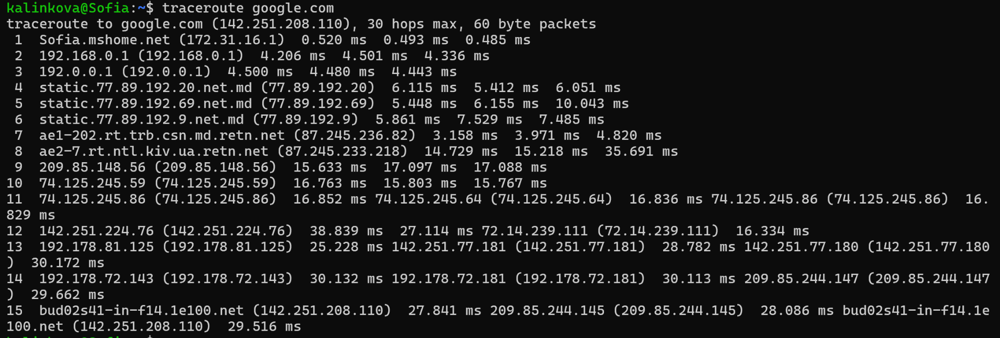 kalinkova@Sofia:~$ traceroute google.com
traceroute to google.com (142.251.208.110), 30 hops max, 60 byte packets
 1  Sofia.mshome.net (172.31.16.1)  0.520 ms  0.493 ms  0.485 ms
 2  192.168.0.1 (192.168.0.1)  4.206 ms  4.501 ms  4.336 ms
 3  192.0.0.1 (192.0.0.1)  4.500 ms  4.480 ms  4.443 ms
 4  static.77.89.192.20.net.md (77.89.192.20)  6.115 ms  5.412 ms  6.051 ms
 5  static.77.89.192.69.net.md (77.89.192.69)  5.448 ms  6.155 ms  10.043 ms
 6  static.77.89.192.9.net.md (77.89.192.9)  5.861 ms  7.529 ms  7.485 ms
 7  ae1-202.rt.trb.csn.md.retn.net (87.245.236.82)  3.158 ms  3.971 ms  4.820 ms
 8  ae2-7.rt.ntl.kiv.ua.retn.net (87.245.233.218)  14.729 ms  15.218 ms  35.691 ms
 9  209.85.148.56 (209.85.148.56)  15.633 ms  17.097 ms  17.088 ms
10  74.125.245.59 (74.125.245.59)  16.763 ms  15.803 ms  15.767 ms
11  74.125.245.86 (74.125.245.86)  16.852 ms 74.125.245.64 (74.125.245.64)  16.836 ms 74.125.245.86 (74.125.245.86)  16.
829 ms
12  142.251.224.76 (142.251.224.76)  38.839 ms  27.114 ms 72.14.239.111 (72.14.239.111)  16.334 ms
13  192.178.81.125 (192.178.81.125)  25.228 ms 142.251.77.181 (142.251.77.181)  28.782 ms 142.251.77.180 (142.251.77.180
)  30.172 ms
14  192.178.72.143 (192.178.72.143)  30.132 ms 192.178.72.181 (192.178.72.181)  30.113 ms 209.85.244.147 (209.85.244.147
)  29.662 ms
15  bud02s41-in-f14.1e100.net (142.251.208.110)  27.841 ms 209.85.244.145 (209.85.244.145)  28.086 ms bud02s41-in-f14.1e
100.net (142.251.208.110)  29.516 ms